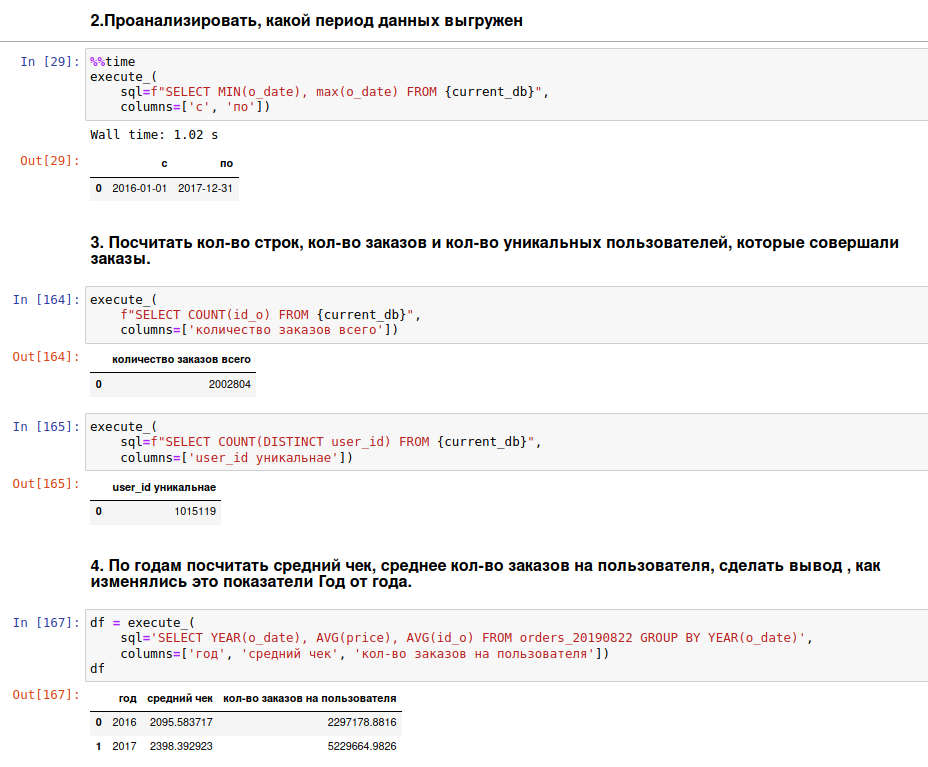 2.Проанализировать, какой период данных выгружен
In [29]: %%time
execute_(
sql=f"SELECT MIN(o_date), max(o_date) FROM {current_db}",
columns=['с', 'по'])
Wall time: 1.02 s
Out[29]:
с по
0 2016-01-01 2017-12-31
3. Посчитать кол-во строк, кол-во заказов и кол-во уникальных пользователей, которые совершали
заказы.
In [164]: execute_(
f"SELECT COUNT(id_o) FROM {current_db}",
columns=['количество заказов всего'])
Out[164]:
количество заказов всего
0 2002804
In [165]: execute_(
sql=f"SELECT COUNT(DISTINCT user_id) FROM {current_db}",
columns=['user_id уникальнае'])
Out[165]:
user_id уникальнае
0 1015119
4. По годам посчитать средний чек, среднее кол-во заказов на пользователя, сделать вывод , как
изменялись это показатели Год от года.
In [167]: df = execute_(
sql='SELECT YEAR(o_date), AVG(price), AVG(id_o) FROM orders_20190822 GROUP BY YEAR(o_date)',
columns=['год', 'средний чек', 'кол-во заказов на пользователя'])
df
Out[167]:
год средний чек кол-во заказов на пользователя
0 2016 2095.583717 2297178.8816
1 2017 2398.392923 5229664.9826